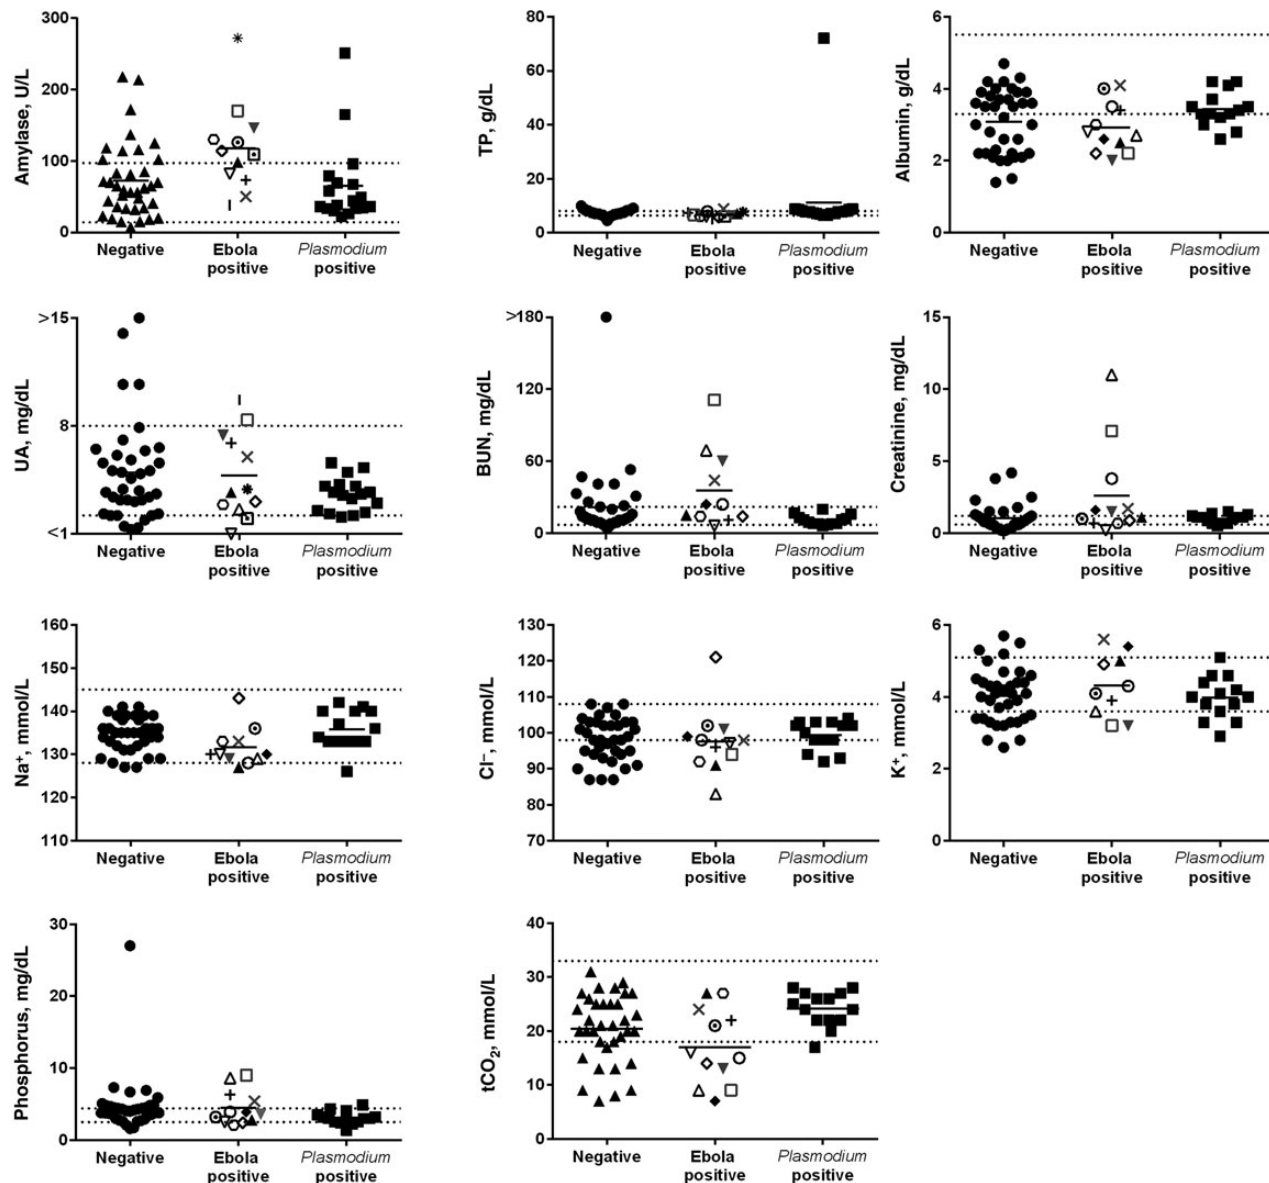 Amylase, U/L
300
200
100
0
Negative
Ebola
positive
Plasmodium
positive
TP, g/dL
80
60
40
20
0
Negative
Ebola
positive
Plasmodium
positive
Albumin, g/dL
6
4
2
0
Negative
Ebola
positive
Plasmodium
positive
UA, mg/dL
>15
8
<1
Negative
Ebola
positive
Plasmodium
positive
BUN, mg/dL
>180
120
60
0
Negative
Ebola
positive
Plasmodium
positive
Creatinine, mg/dL
15
10
5
0
Negative
Ebola
positive
Plasmodium
positive
Na⁺, mmol/L
160
150
140
130
120
110
Negative
Ebola
positive
Plasmodium
positive
Cl⁻, mmol/L
130
120
110
100
90
80
70
Negative
Ebola
positive
Plasmodium
positive
K⁺, mmol/L
6
4
2
0
Negative
Ebola
positive
Plasmodium
positive
Phosphorus, mg/dL
30
20
10
0
Negative
Ebola
positive
Plasmodium
positive
tCO₂, mmol/L
40
30
20
10
0
Negative
Ebola
positive
Plasmodium
positive